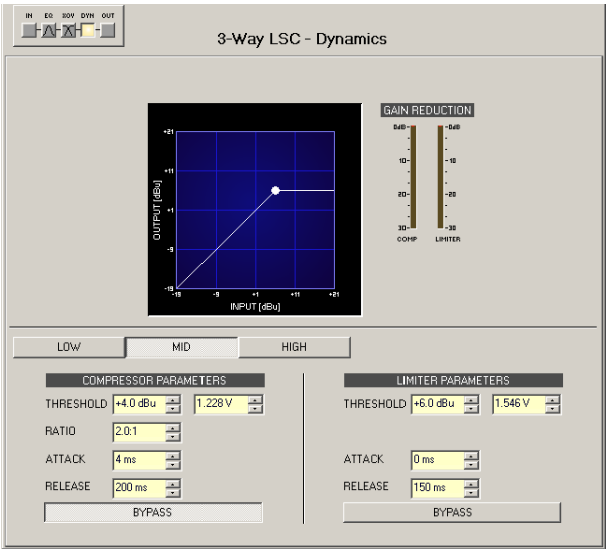 IN EQ XOV DYN OUT
3-Way LSC - Dynamics
GAIN REDUCTION
0dB 0dB
10 10
20 20
30 30
COMP LIMITER
+21
+11
+1
-9
-19
OUTPUT [dBu]
-19 -9 +1 +11 +21
INPUT [dBu]
LOW MID HIGH
COMPRESSOR PARAMETERS
THRESHOLD +4.0 dBu 1.228 V
RATIO 2.0:1
ATTACK 4 ms
RELEASE 200 ms
BYPASS
LIMITER PARAMETERS
THRESHOLD +6.0 dBu 1.546 V
ATTACK 0 ms
RELEASE 150 ms
BYPASS